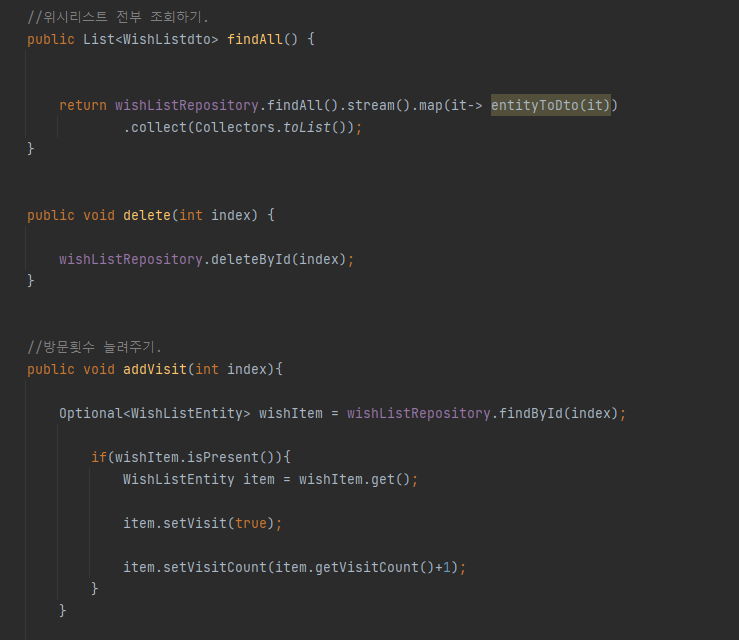 //위시리스트 전부 조회하기.
public List<WishListdto> findAll() {
return wishListRepository.findAll().stream().map(it-> entityToDto(it))
.collect(Collectors.toList());
}
public void delete(int index) {
wishListRepository.deleteById(index);
}
//방문횟수 늘려주기.
public void addVisit(int index){
Optional<WishListEntity> wishItem = wishListRepository.findById(index);
if(wishItem.isPresent()){
WishListEntity item = wishItem.get();
item.setVisit(true);
item.setVisitCount(item.getVisitCount()+1);
}
}